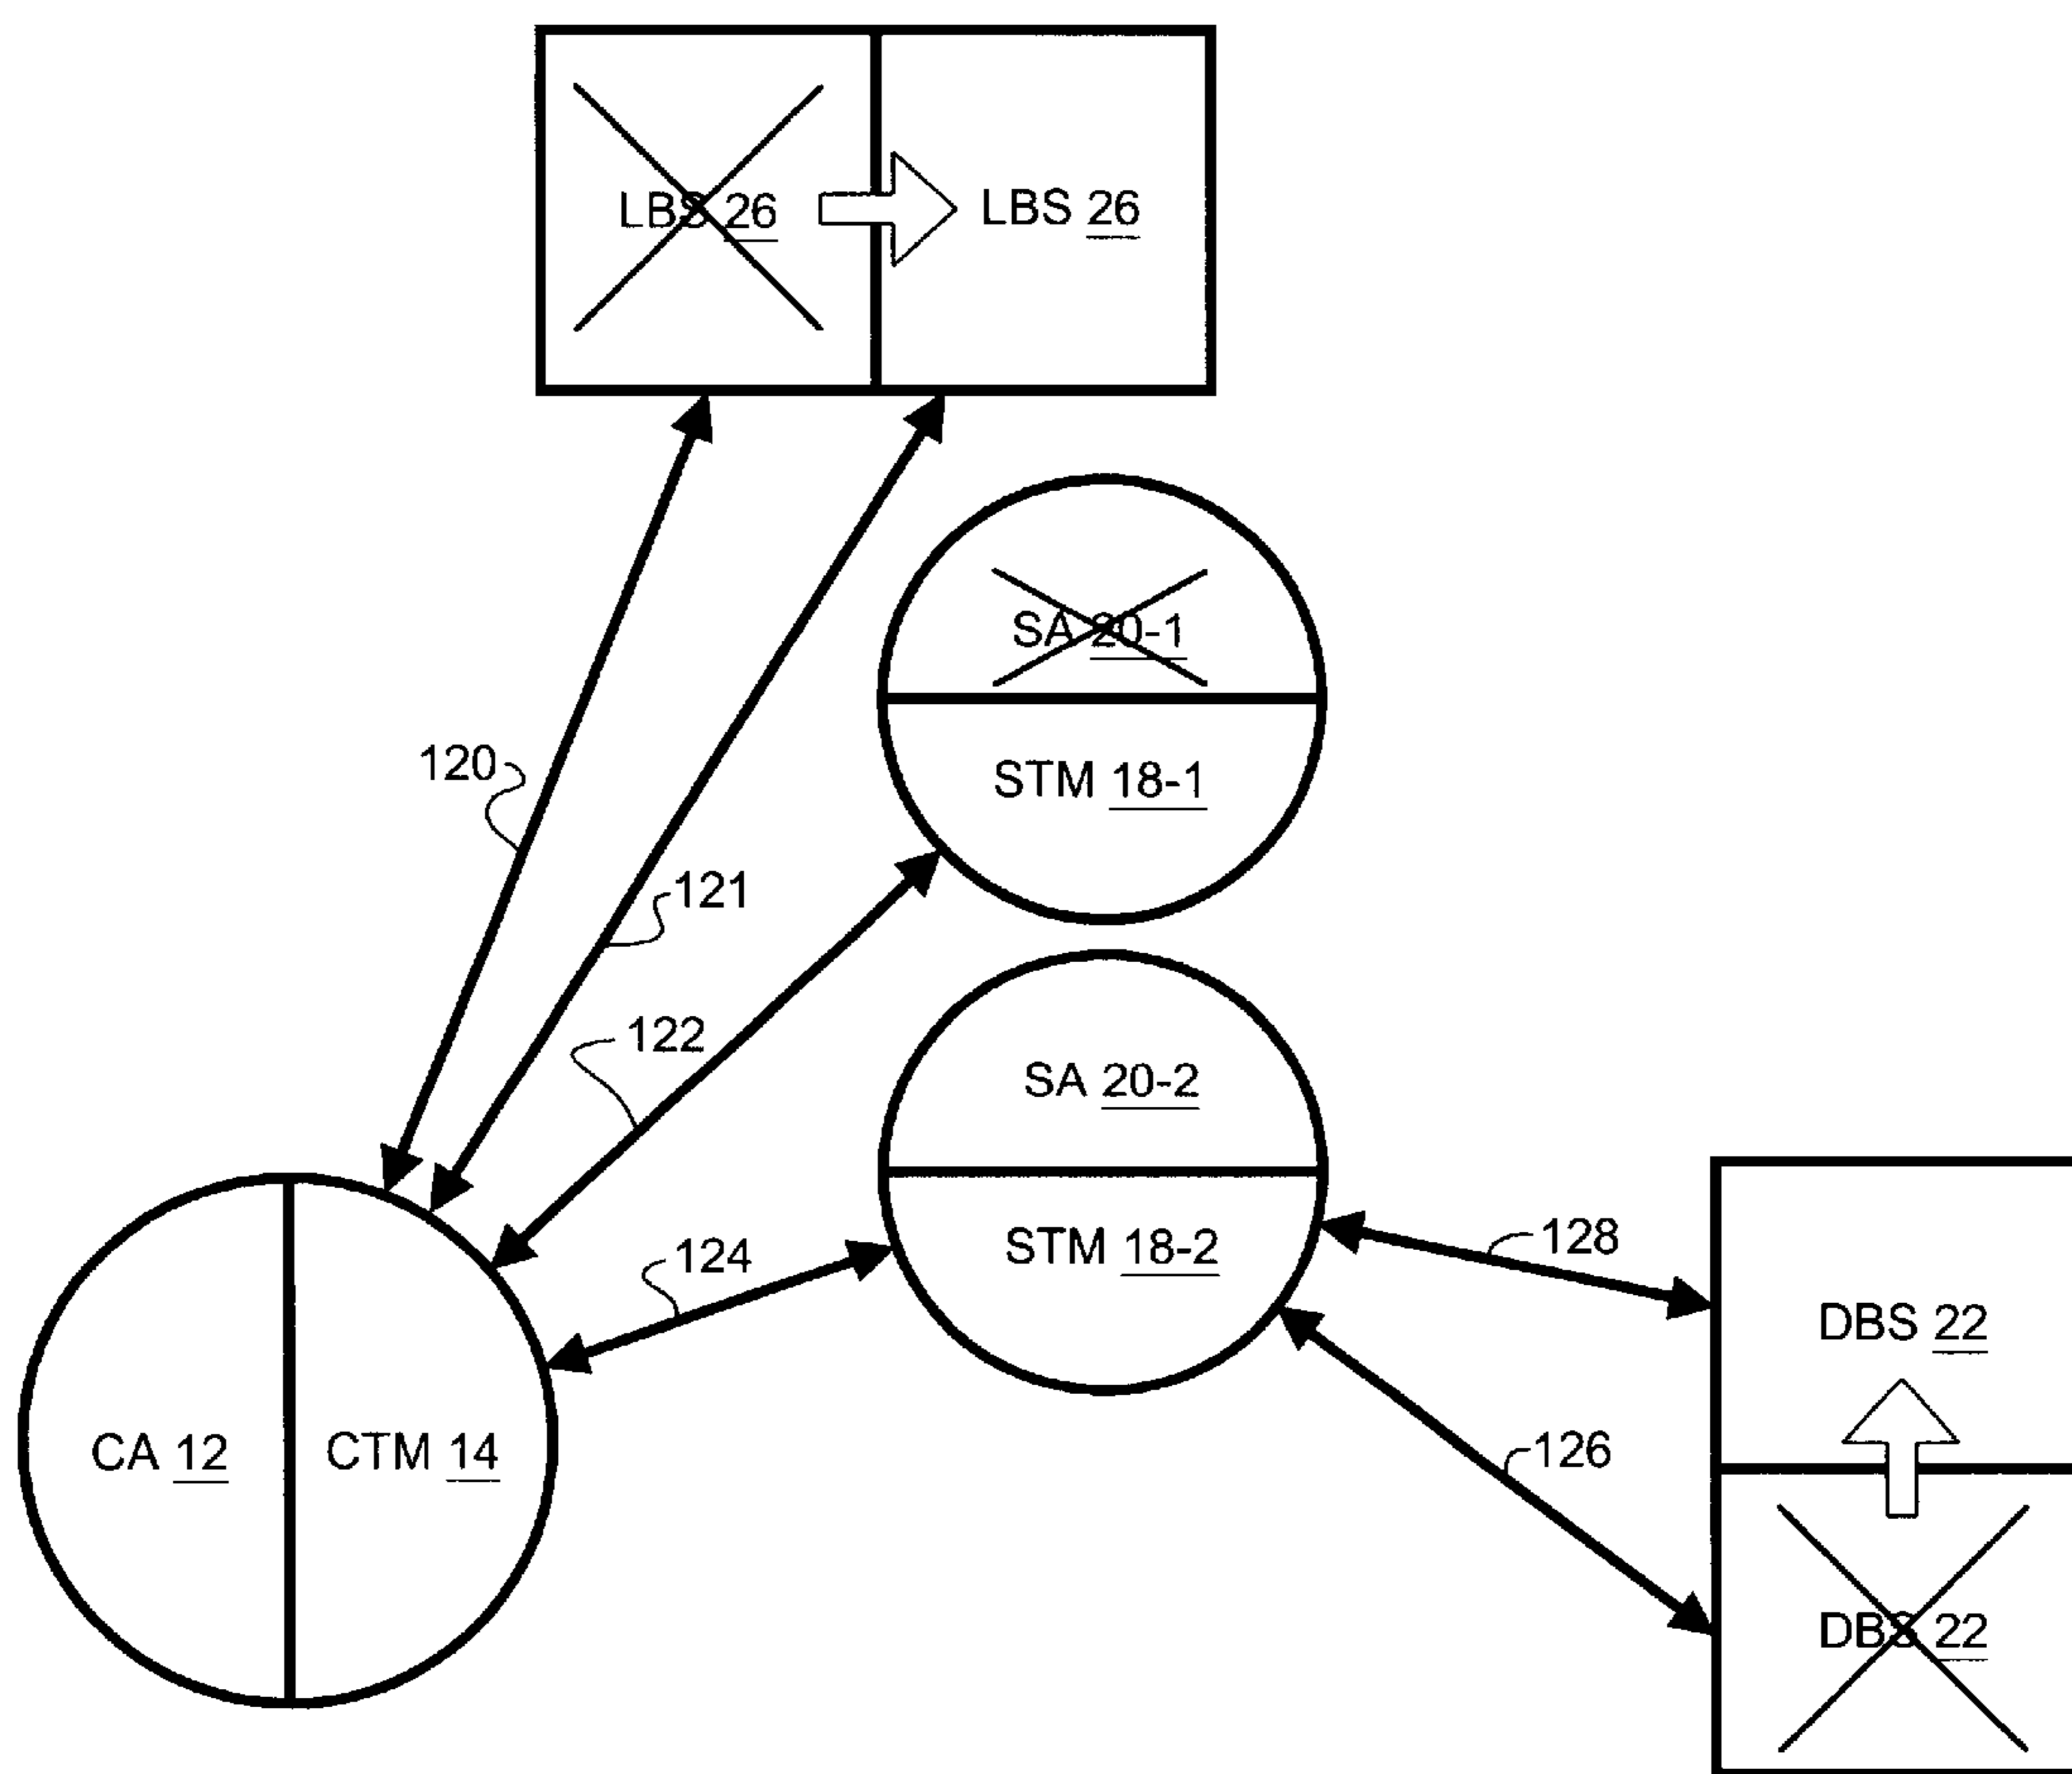 LBS 26
LBS 26
SA 20-1
120
STM 18-1
121
122
SA 20-2
124
STM 18-2
128
DBS 22
CA 12
CTM 14
126
DBS 22